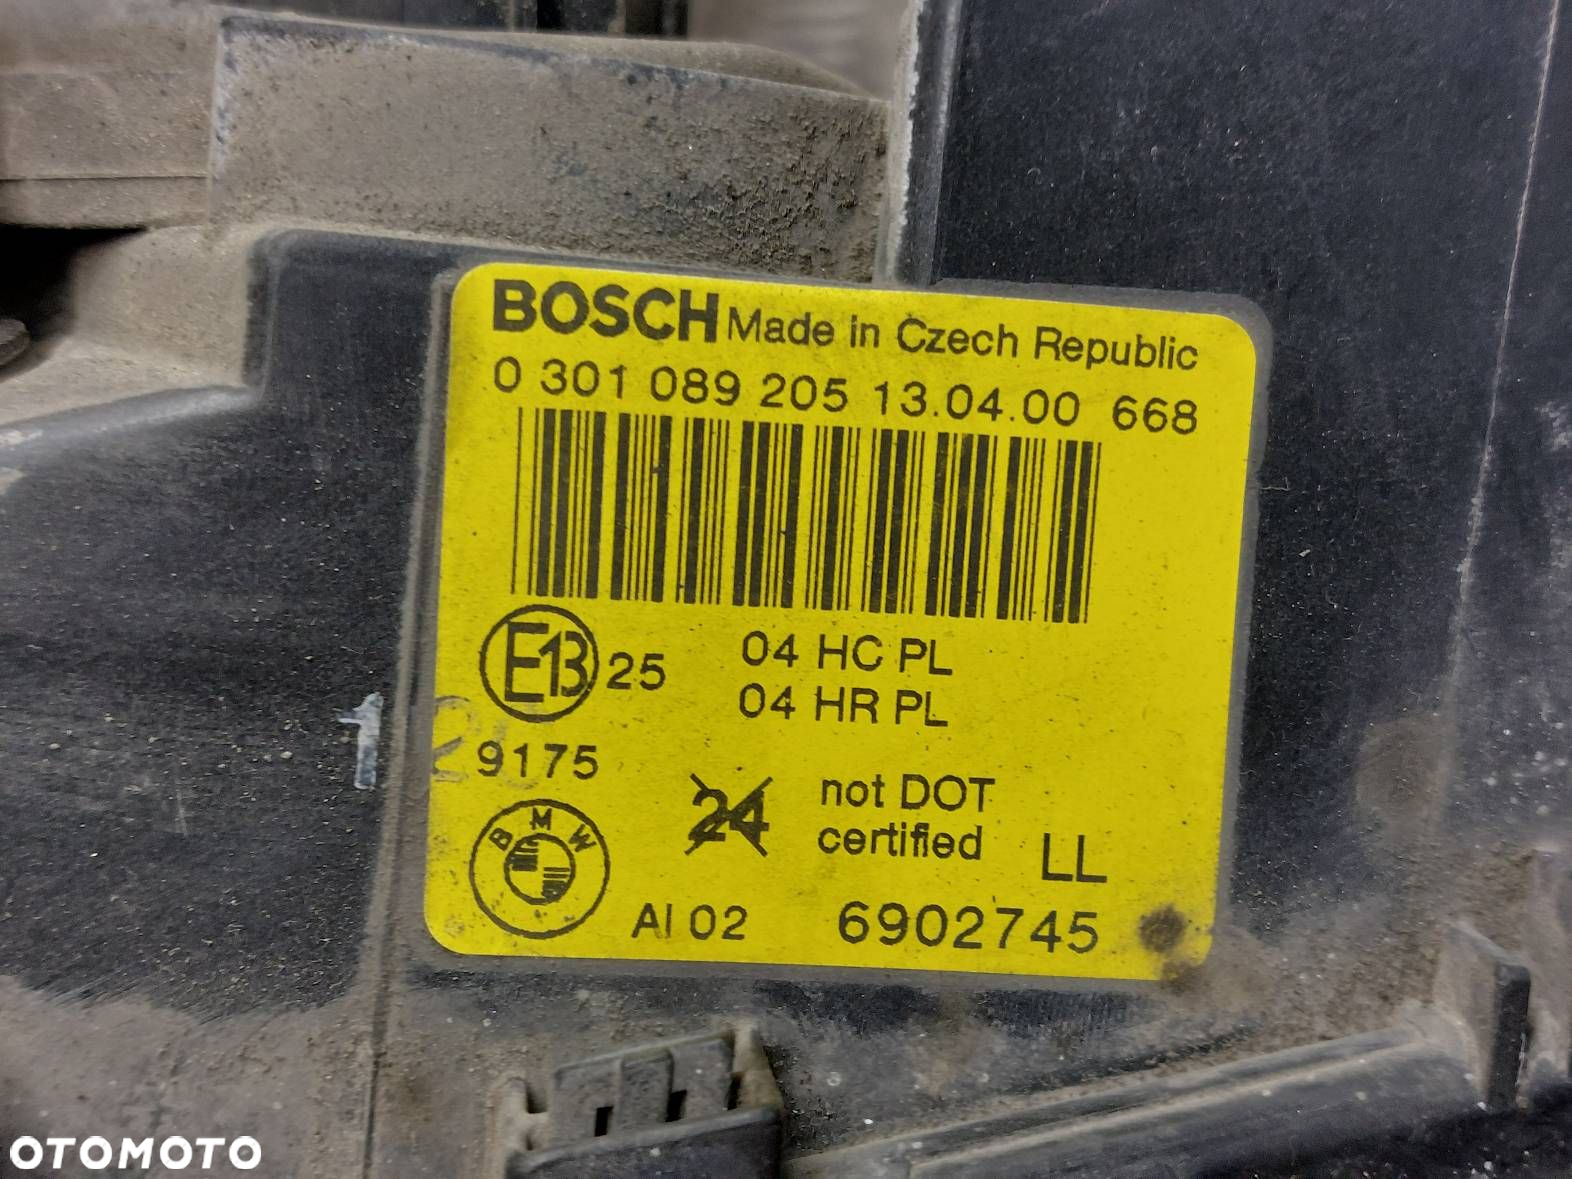 BOSCH Made in Czech Republic
0 301 089 205 13.04.00 668
E13 25 04 HC PL
04 HR PL
9175
24 not DOT
certified LL
BMW
AI 02 6902745
OTOMOTO